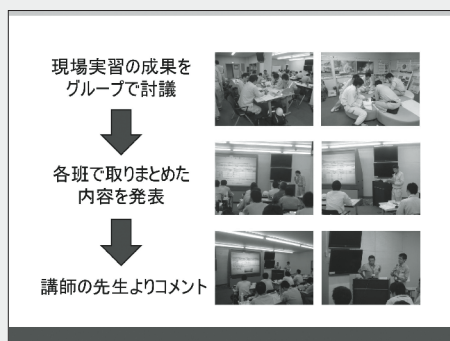 現場実習の成果を
グループで討議
各班で取りまとめた
内容を発表
講師の先生よりコメント